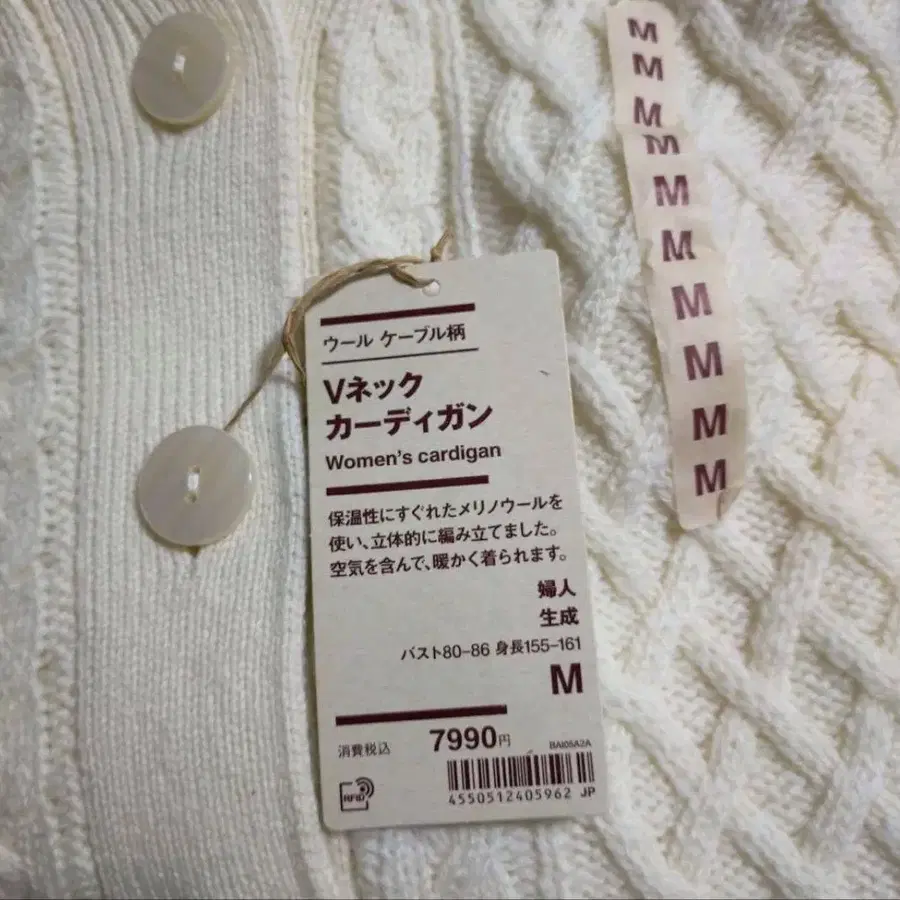 ウール ケーブル柄
Vネック
カーディガン
Women's cardigan
保温性にすぐれたメリノウールを
使い、立体的に編み立てました。
空気を含んで、暖かく着られます。
婦人
生成
バスト80-86 身長155-161
M
消費税込 7990円
BAI05A2A
4550512405962 JP
RFID
M
M
M
M
M
M
M
M
M
M